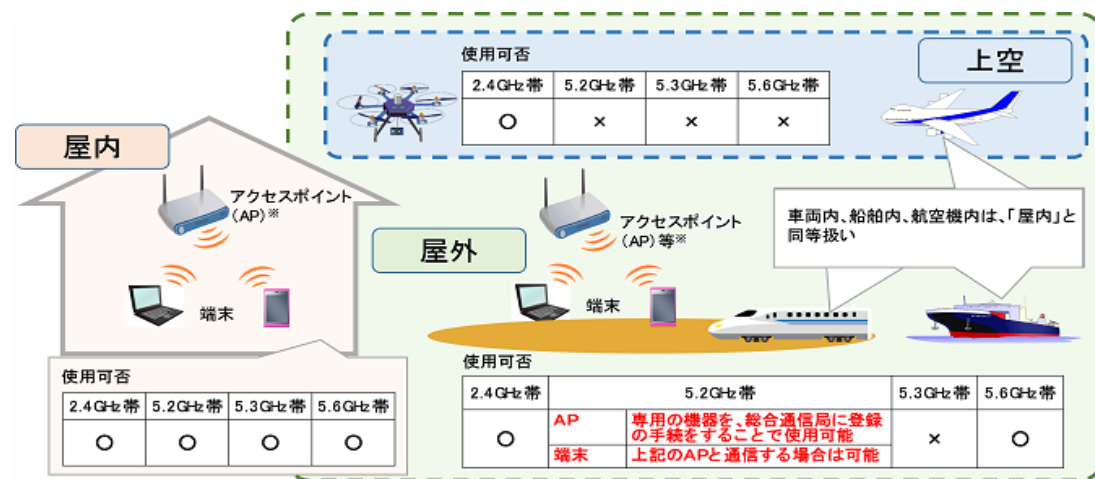 上空
使用可否
2.4GHz帯 5.2GHz帯 5.3GHz帯 5.6GHz帯
○ × × ×
屋内
アクセスポイント
(AP)※
端末
使用可否
2.4GHz帯 5.2GHz帯 5.3GHz帯 5.6GHz帯
○ ○ ○ ○
屋外
アクセスポイント
(AP)等※
端末
車両内、船舶内、航空機内は、「屋内」と
同等扱い
使用可否
2.4GHz帯 5.2GHz帯 5.3GHz帯 5.6GHz帯
○
AP 専用の機器を、総合通信局に登録
の手続をすることで使用可能
端末 上記のAPと通信する場合は可能
× ○